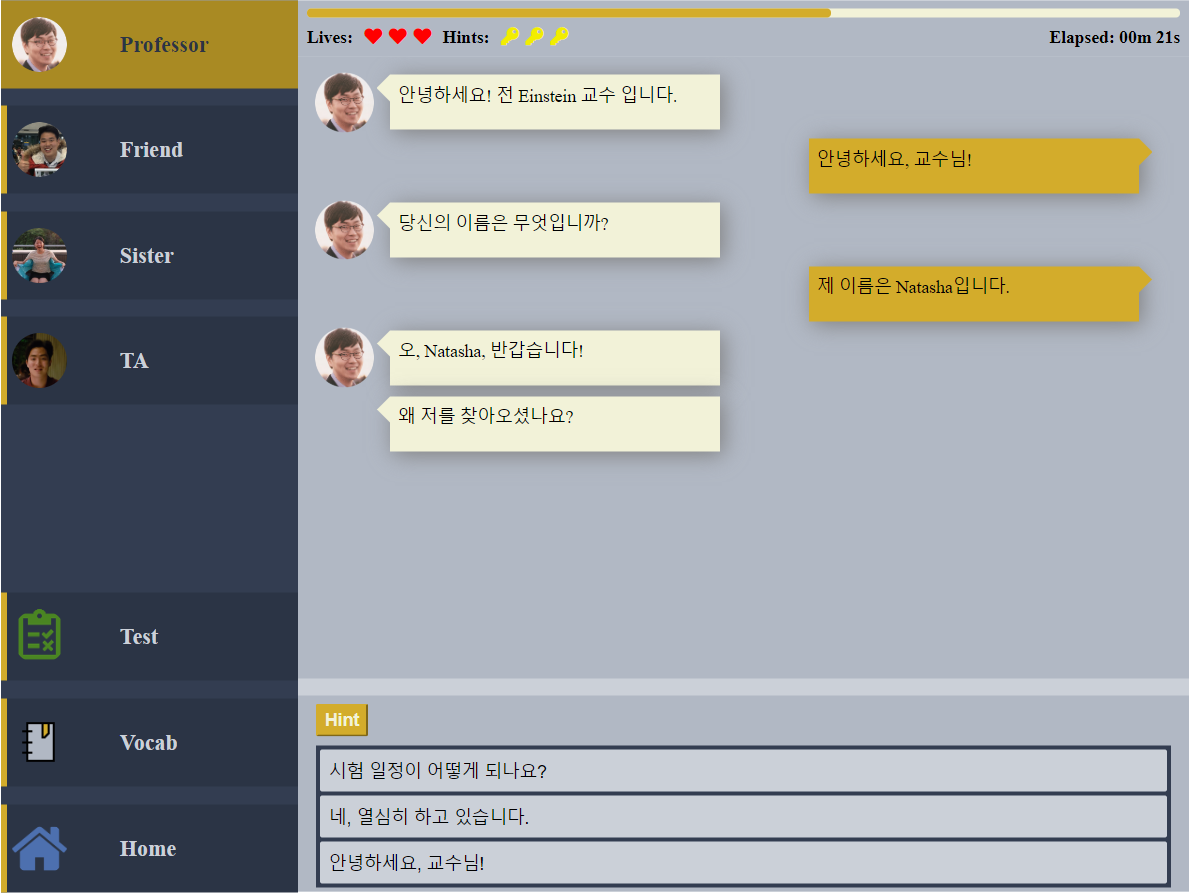 Professor
Friend
Sister
TA
Test
Vocab
Home
Lives: Hints: Elapsed: 00m 21s
안녕하세요! 전 Einstein 교수 입니다.
안녕하세요, 교수님!
당신의 이름은 무엇입니까?
제 이름은 Natasha입니다.
오, Natasha, 반갑습니다!
왜 저를 찾아오셨나요?
Hint
시험 일정이 어떻게 되나요?
네, 열심히 하고 있습니다.
안녕하세요, 교수님!